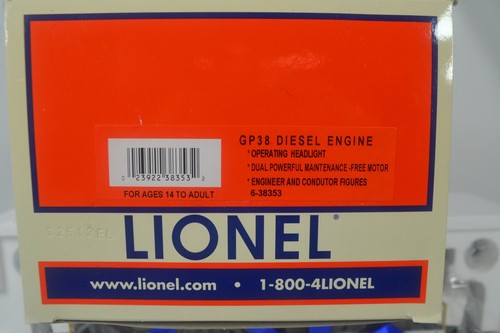 GP38 DIESEL ENGINE
* OPERATING HEADLIGHT
* DUAL POWERFUL MAINTENANCE-FREE MOTOR
* ENGINEER AND CONDUTOR FIGURES
6-38353
0 23922 38353 2
FOR AGES 14 TO ADULT
LIONEL
www.lionel.com • 1-800-4LIONEL